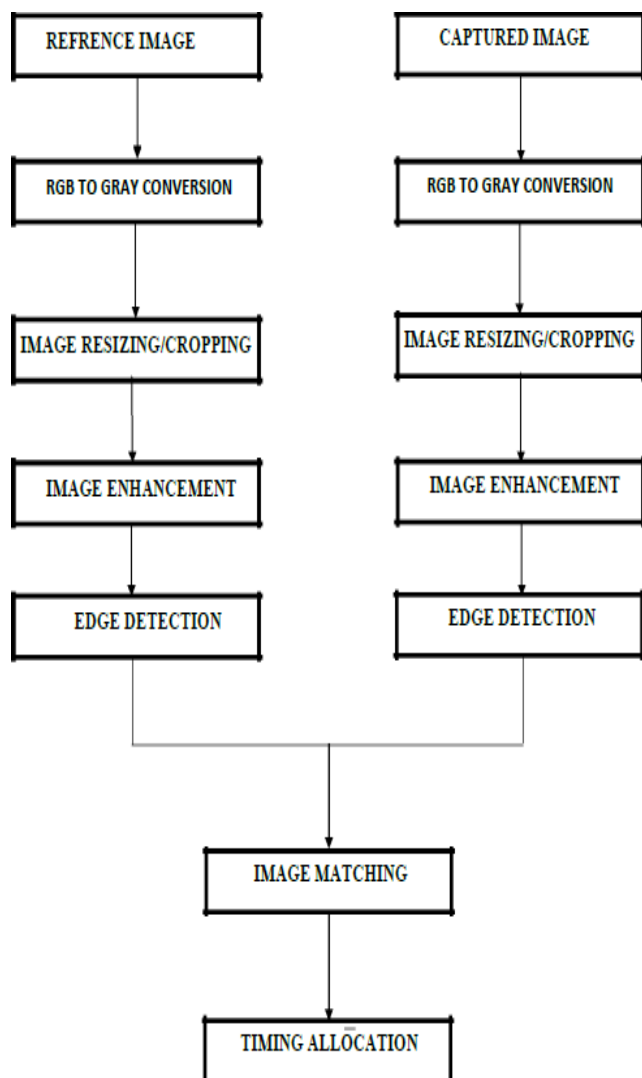 REFRENCE IMAGE
CAPTURED IMAGE
RGB TO GRAY CONVERSION
RGB TO GRAY CONVERSION
IMAGE RESIZING/CROPPING
IMAGE RESIZING/CROPPING
IMAGE ENHANCEMENT
IMAGE ENHANCEMENT
EDGE DETECTION
EDGE DETECTION
IMAGE MATCHING
TIMING ALLOCATION